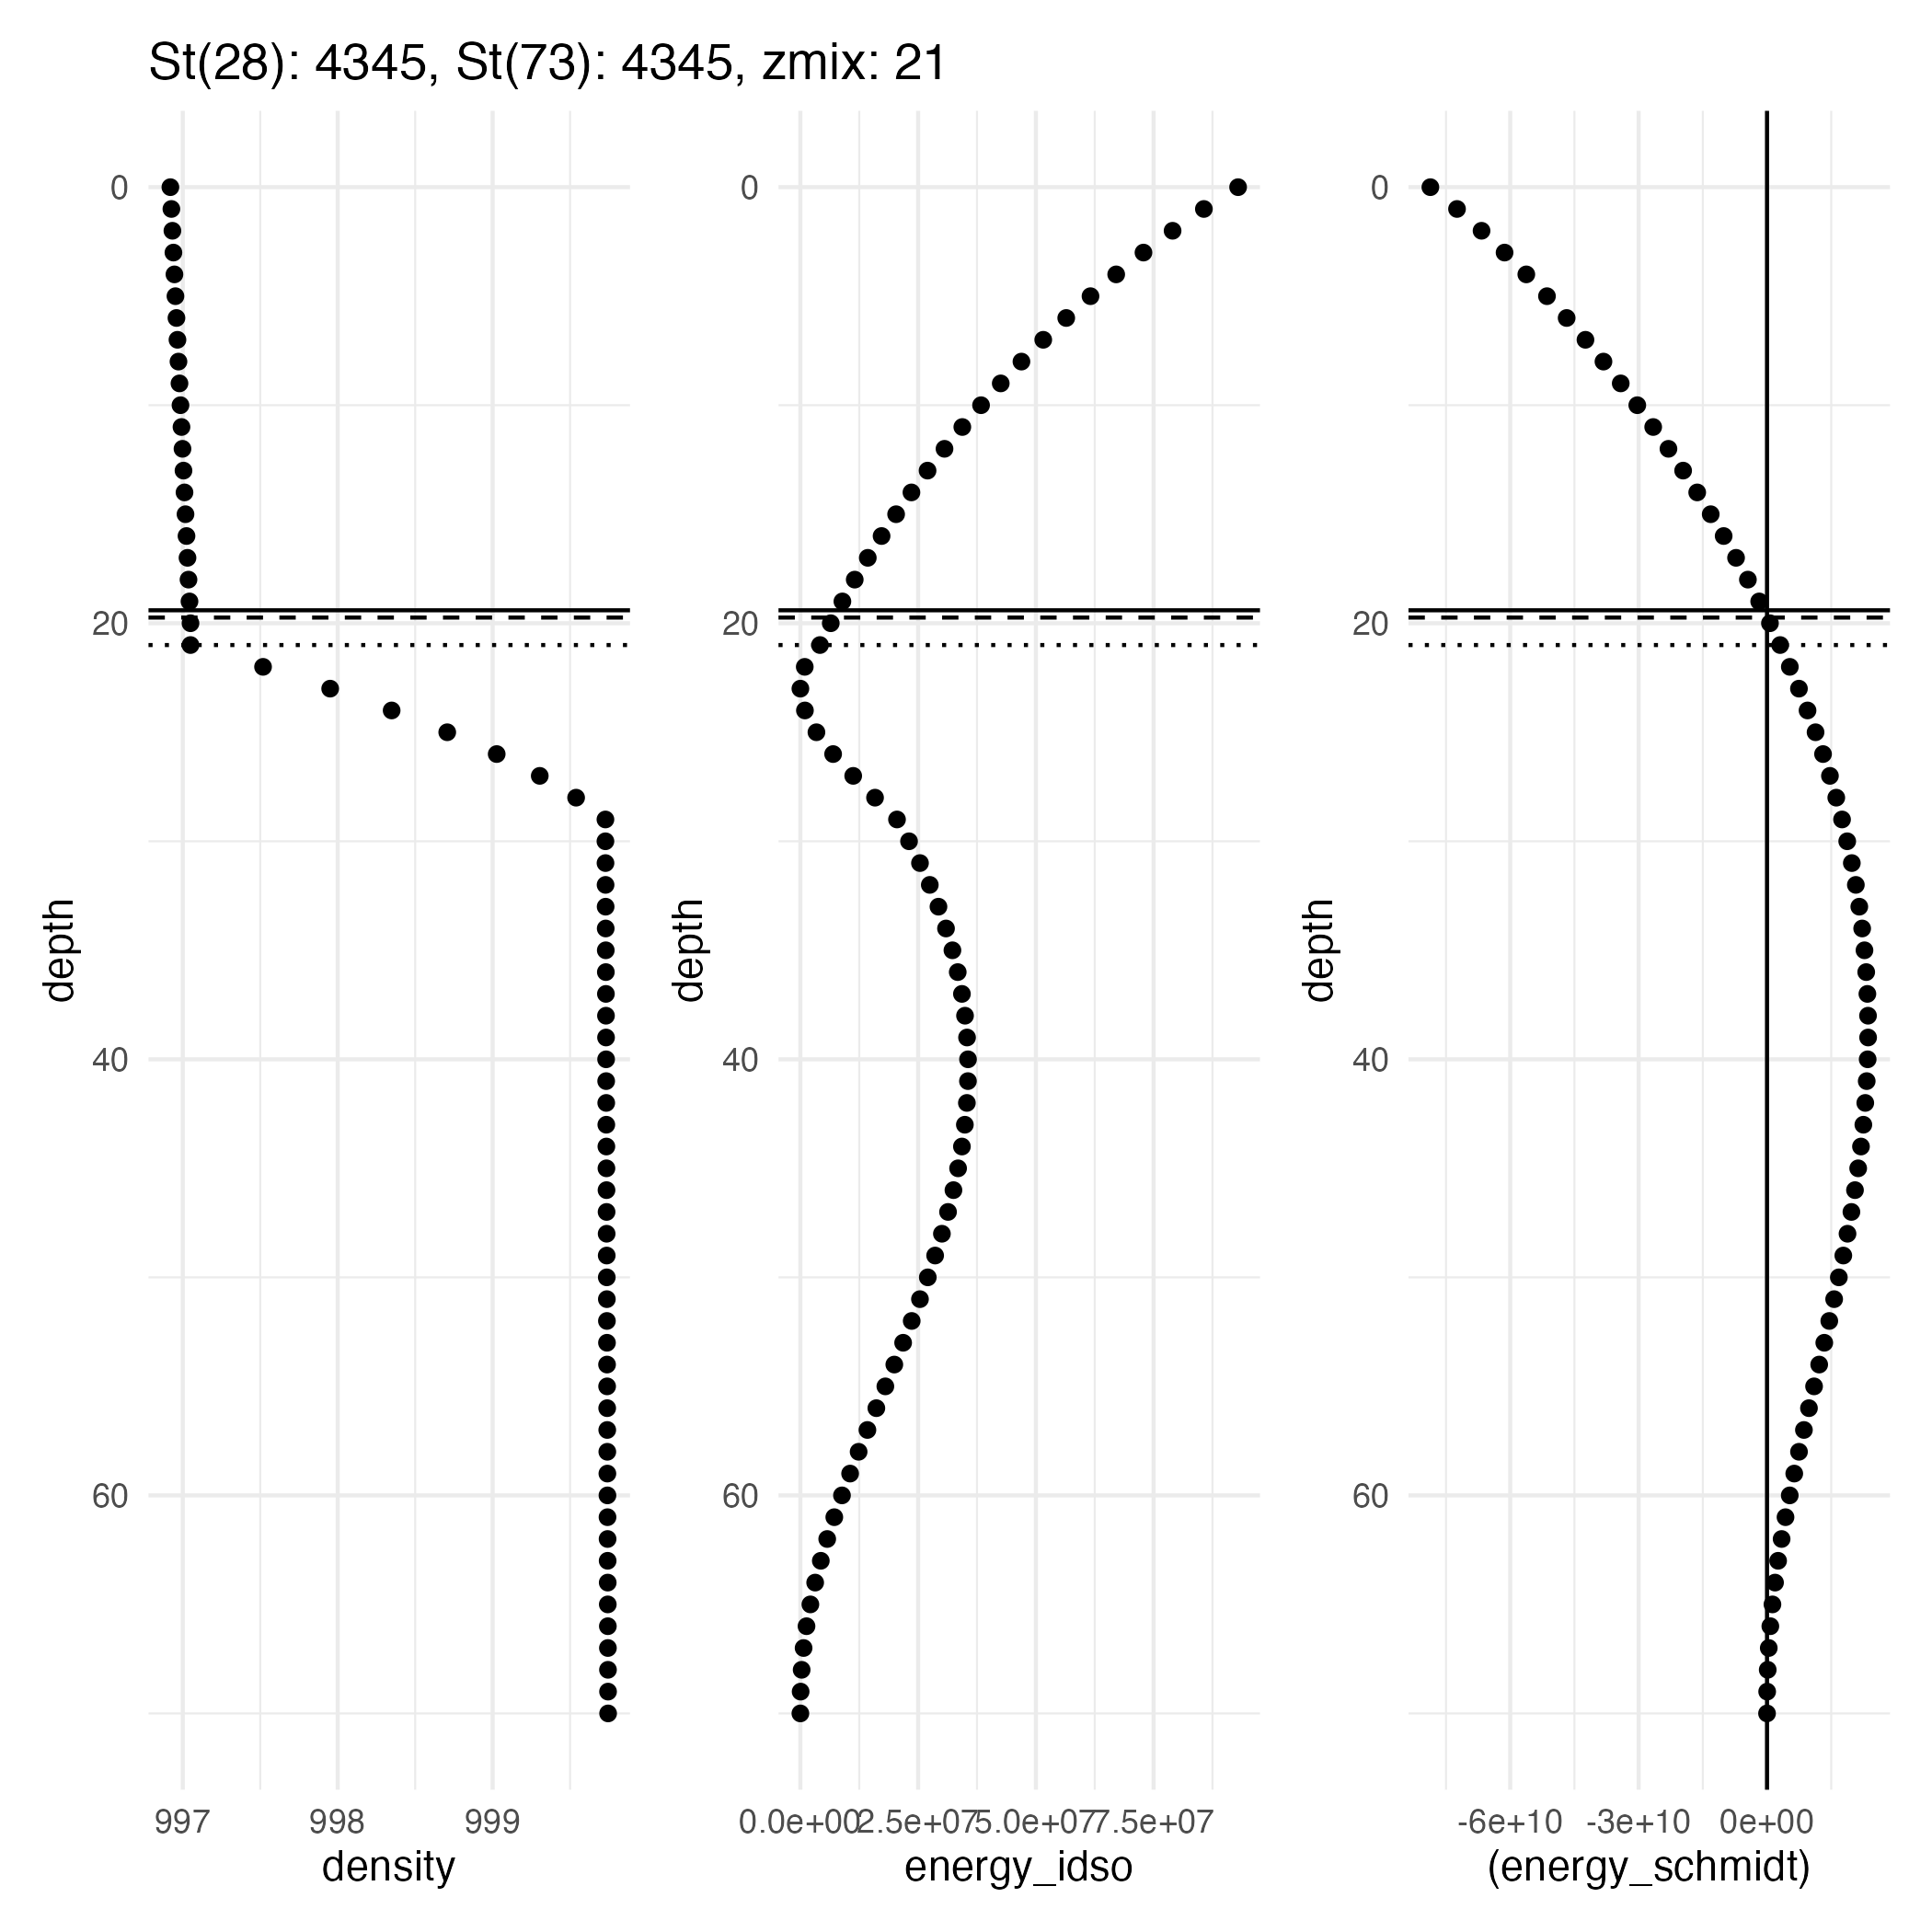 St(28): 4345, St(73): 4345, zmix: 21
0
20
40
60
depth
997 998 999
density
0
20
40
60
depth
0.0e+00 2.5e+07 5.0e+07 7.5e+07
energy_idso
0
20
40
60
depth
-6e+10 -3e+10 0e+00
(energy_schmidt)